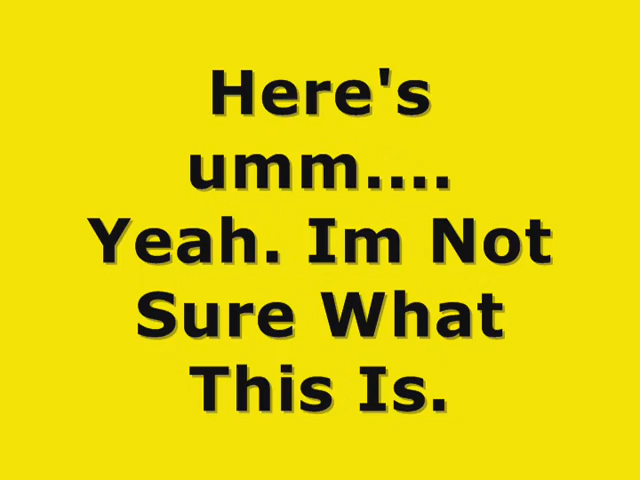 Here's
umm....
Yeah. Im Not
Sure What
This Is.